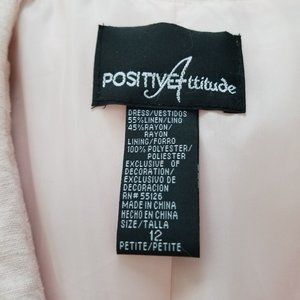 POSITIVE Attitude
DRESS/VESTIDOS
55%LINEN/LINO
45%RAYON/
RAYON
LINING/FORRO
100% POLYESTER/
POLIESTER
EXCLUSIVE OF
DECORATION/
EXCLUSIVO DE
DECORACION
RN# 55126
MADE IN CHINA
HECHO EN CHINA
SIZE/TALLA
12
PETITE/PETITE